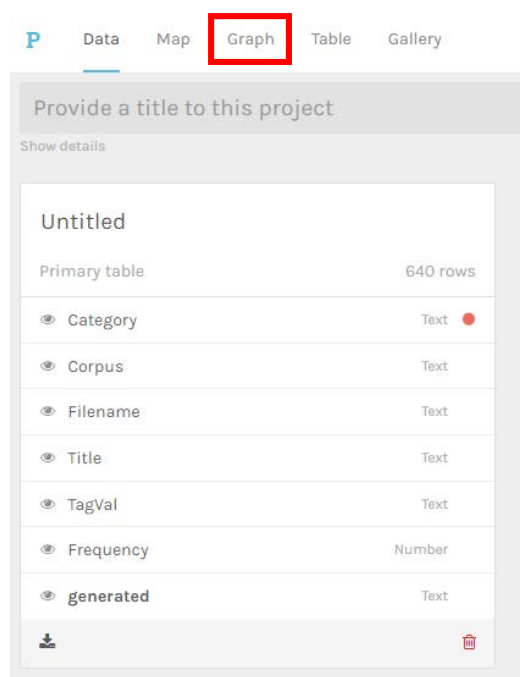 P Data Map Graph Table Gallery
Provide a title to this project
Show details
Untitled
Primary table 640 rows
Category Text
Corpus Text
Filename Text
Title Text
TagVal Text
Frequency Number
generated Text